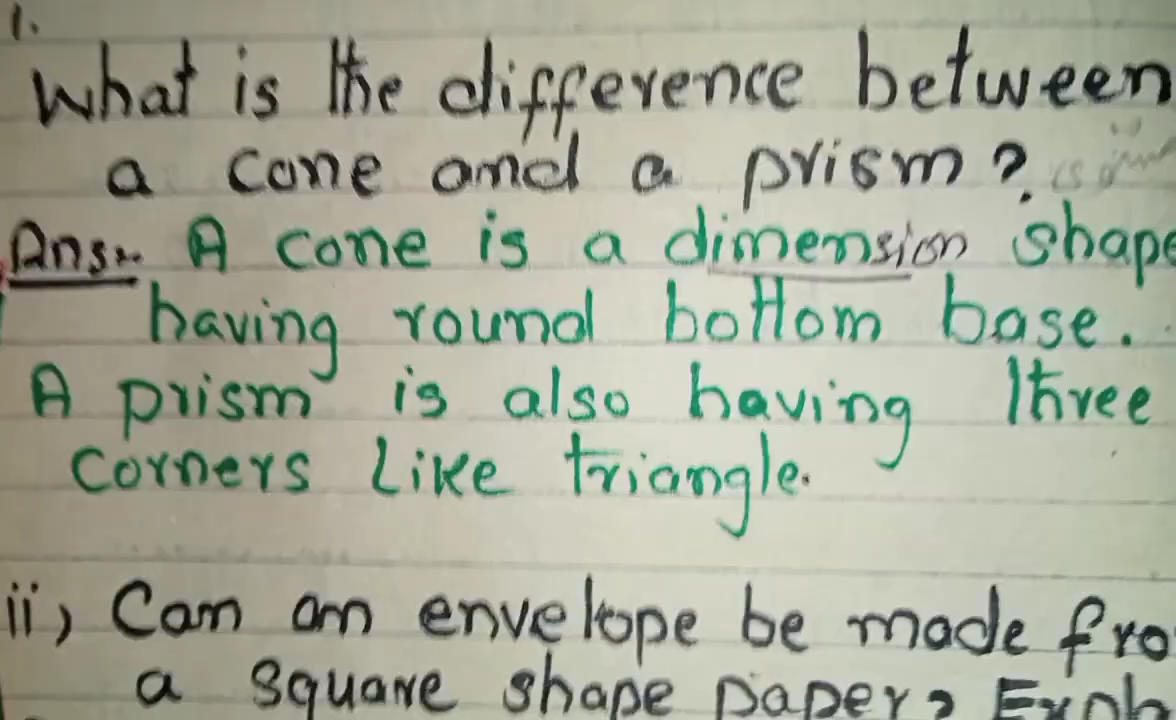 1.
What is the difference between
a cone and a prism?
Ans:- A cone is a dimension shape
having round bottom base.
A prism is also having three
corners like triangle.
ii) Can an envelope be made fro
a square shape paper?